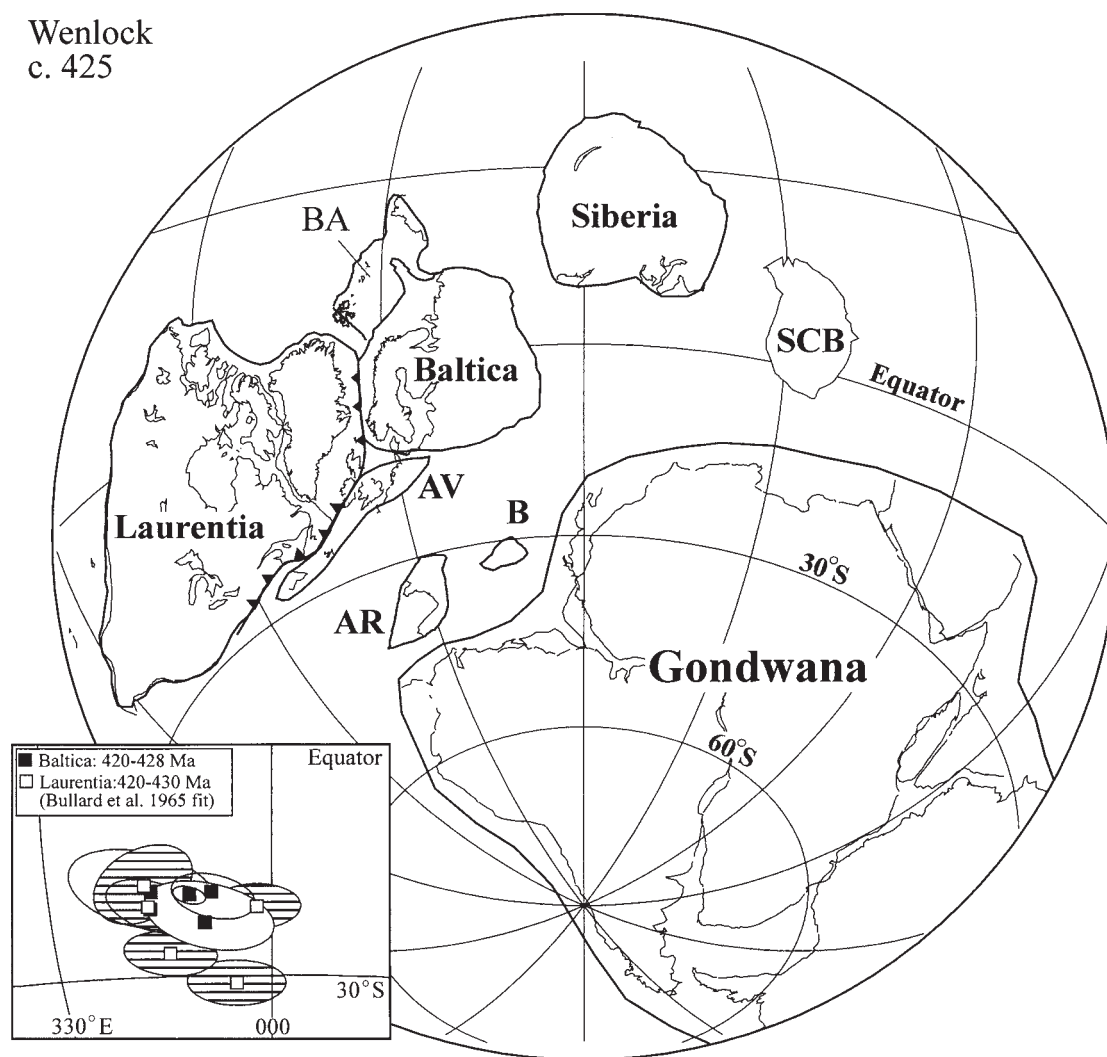 Wenlock
c. 425
BA
Siberia
SCB
Baltica
Equator
Laurentia
AV
B
30°S
AR
Gondwana
60°S
Baltica: 420-428 Ma
Laurentia:420-430 Ma
(Bullard et al. 1965 fit)
Equator
30°S
330°E
000